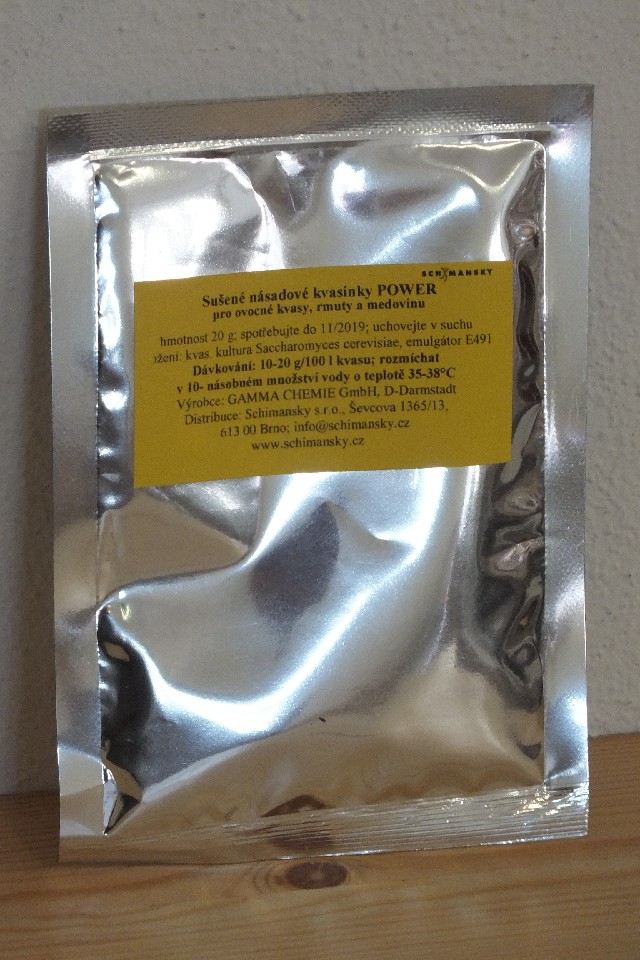 SCHIMANSKY
Sušené násadové kvasinky POWER
pro ovocné kvasy, rmuty a medovinu
hmotnost 20 g; spotřebujte do 11/2019; uchovejte v suchu
ožení: kvas. kultura Saccharomyces cerevisiae, emulgátor E491
Dávkování: 10-20 g/100 l kvasu; rozmíchat
v 10- násobném množství vody o teplotě 35-38°C
Výrobce: GAMMA CHEMIE GmbH, D-Darmstadt
Distribuce: Schimansky s.r.o., Ševcova 1365/13,
613 00 Brno; info@schimansky.cz
www.schimansky.cz